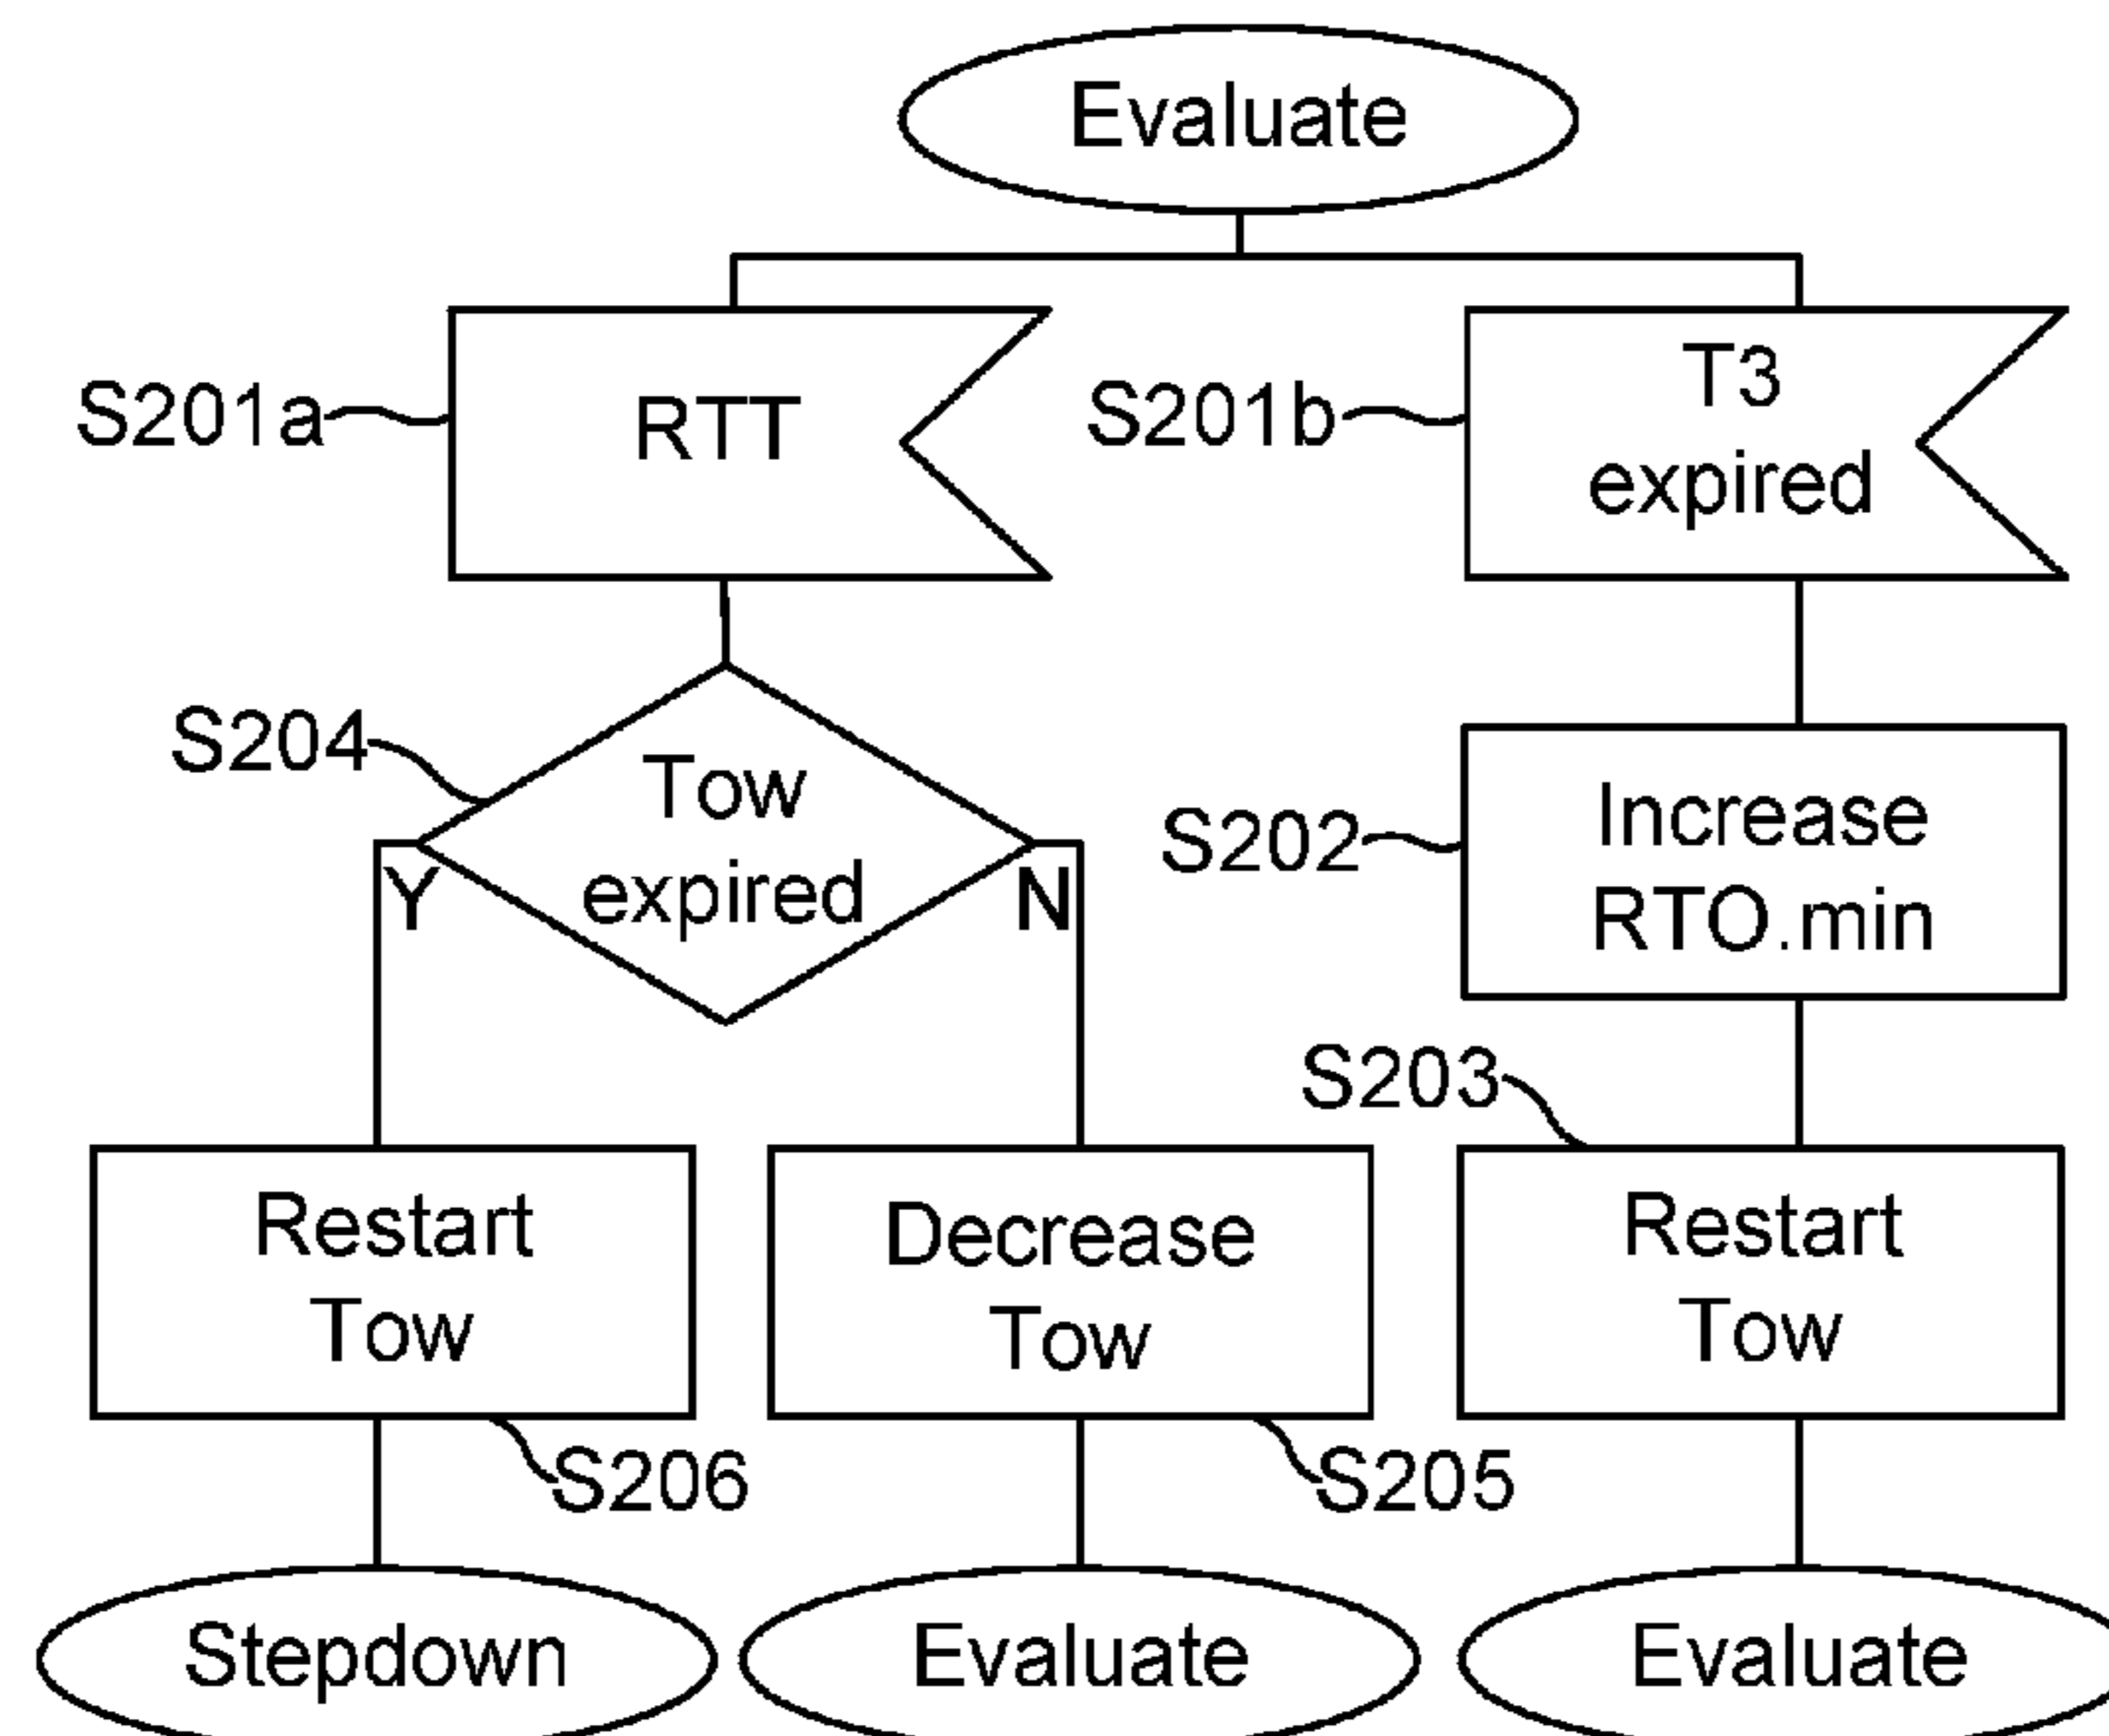 Evaluate
S201a
RTT
S201b
T3
expired
S204
Tow
expired
Y
N
S202
Increase
RTO.min
S203
Restart
Tow
Decrease
Tow
Restart
Tow
S206
S205
Stepdown
Evaluate
Evaluate